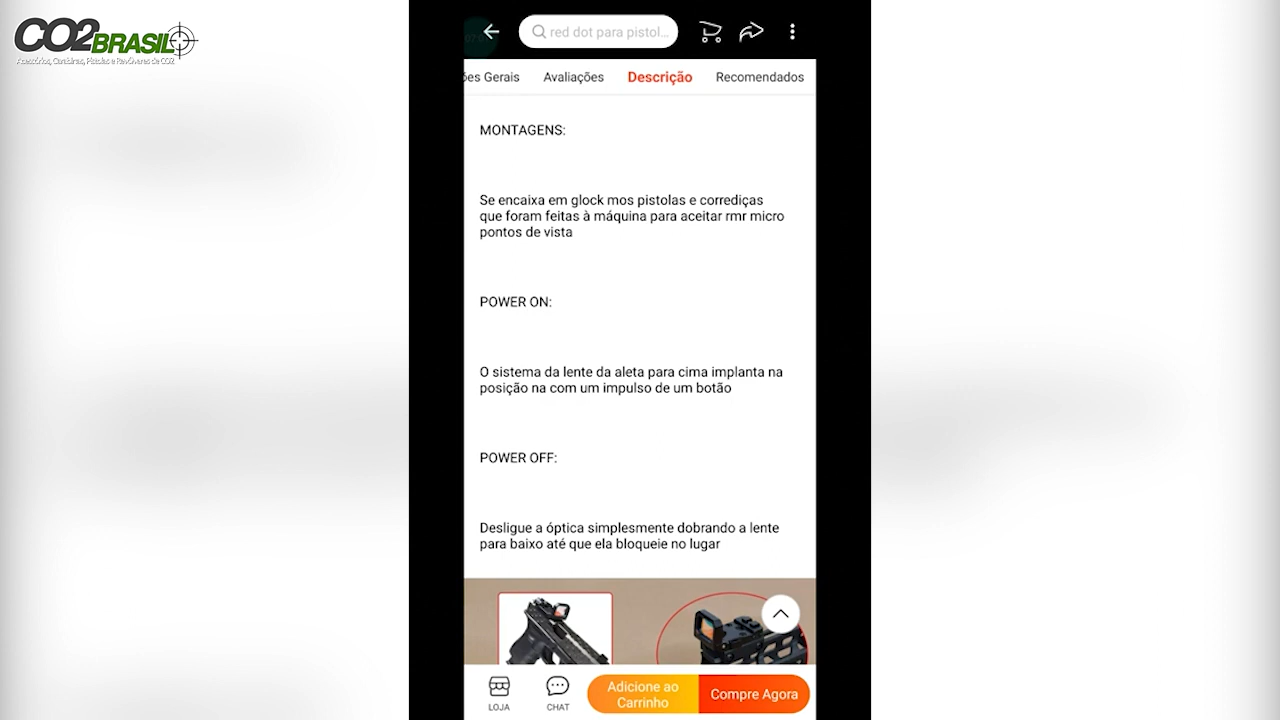 CO2BRASIL
Acessórios, Carabinas, Pistolas e Revólveres de CO2
red dot para pistol...
ões Gerais
Avaliações
Descrição
Recomendados
MONTAGENS:
Se encaixa em glock mos pistolas e corrediças
que foram feitas à máquina para aceitar rmr micro
pontos de vista
POWER ON:
O sistema da lente da aleta para cima implanta na
posição na com um impulso de um botão
POWER OFF:
Desligue a óptica simplesmente dobrando a lente
para baixo até que ela bloqueie no lugar
LOJA
CHAT
Adicione ao
Carrinho
Compre Agora